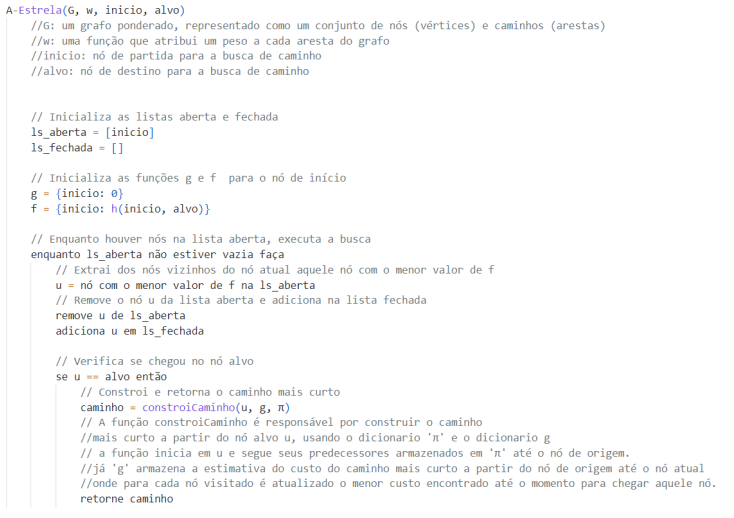 A-Estrela(G, w, inicio, alvo)
//G: um grafo ponderado, representado como um conjunto de nós (vértices) e caminhos (arestas)
//w: uma função que atribui um peso a cada aresta do grafo
//inicio: nó de partida para a busca de caminho
//alvo: nó de destino para a busca de caminho
// Inicializa as listas aberta e fechada
ls_aberta = [inicio]
ls_fechada = []
// Inicializa as funções g e f  para o nó de início
g = {inicio: 0}
f = {inicio: h(inicio, alvo)}
// Enquanto houver nós na lista aberta, executa a busca
enquanto ls_aberta não estiver vazia faça
// Extrai dos nós vizinhos do nó atual aquele nó com o menor valor de f
u = nó com o menor valor de f na ls_aberta
// Remove o nó u da lista aberta e adiciona na lista fechada
remove u de ls_aberta
adiciona u em ls_fechada
// Verifica se chegou no nó alvo
se u == alvo então
// Constroi e retorna o caminho mais curto
caminho = constroiCaminho(u, g, π)
// A função constroiCaminho é responsável por construir o caminho
//mais curto a partir do nó alvo u, usando o dicionario 'π' e o dicionario g
// a função inicia em u e segue seus predecessores armazenados em 'π' até o nó de origem.
//já 'g' armazena a estimativa do custo do caminho mais curto a partir do nó de origem até o nó atual
//onde para cada nó visitado é atualizado o menor custo encontrado até o momento para chegar aquele nó.
retorne caminho